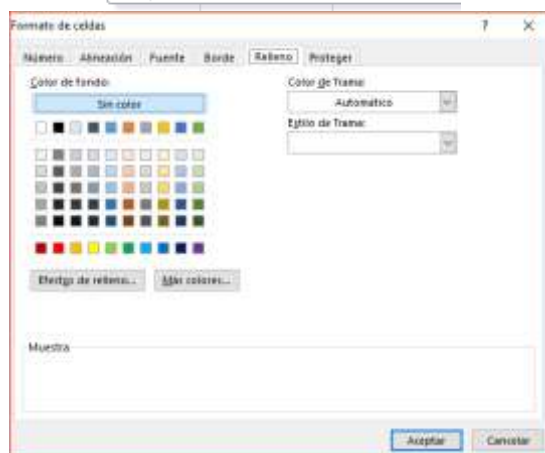 Formato de celdas ? ×
Número Alineación Fuente Borde Relleno Proteger
Color de fondo: Color de Trama:
Sin color Automático
Estilo de Trama:
Efectos de relleno... Más colores...
Muestra
Aceptar Cancelar